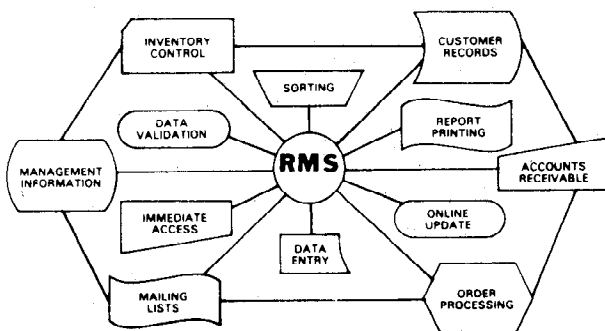 INVENTORY
CONTROL
CUSTOMER
RECORDS
SORTING
DATA
VALIDATION
REPORT
PRINTING
RMS
MANAGEMENT
INFORMATION
ACCOUNTS
RECEIVABLE
IMMEDIATE
ACCESS
ONLINE
UPDATE
DATA
ENTRY
MAILING
LISTS
ORDER
PROCESSING